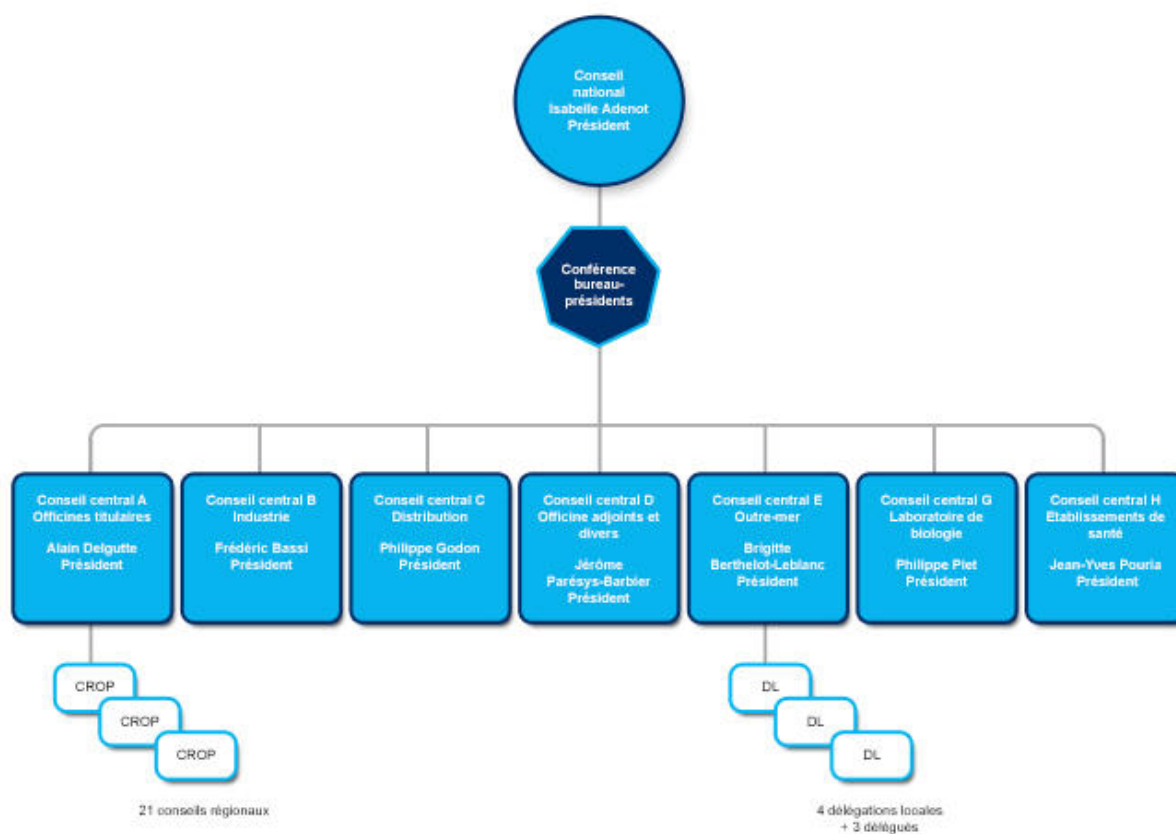 Conseil
national
Isabelle Adenot
Président
Conférence
bureau-
présidents
Conseil central A
Officines titulaires
Alain Delgutte
Président
Conseil central B
Industrie
Frédéric Bassi
Président
Conseil central C
Distribution
Philippe Godon
Président
Conseil central D
Officine adjoints et
divers
Jérôme
Parésys-Barbier
Président
Conseil central E
Outre-mer
Brigitte
Berthelot-Leblanc
Président
Conseil central G
Laboratoire de
biologie
Philippe Piet
Président
Conseil central H
Etablissements de
santé
Jean-Yves Pouria
Président
CROP
CROP
CROP
21 conseils régionaux
DL
DL
DL
4 délégations locales
+ 3 délégués